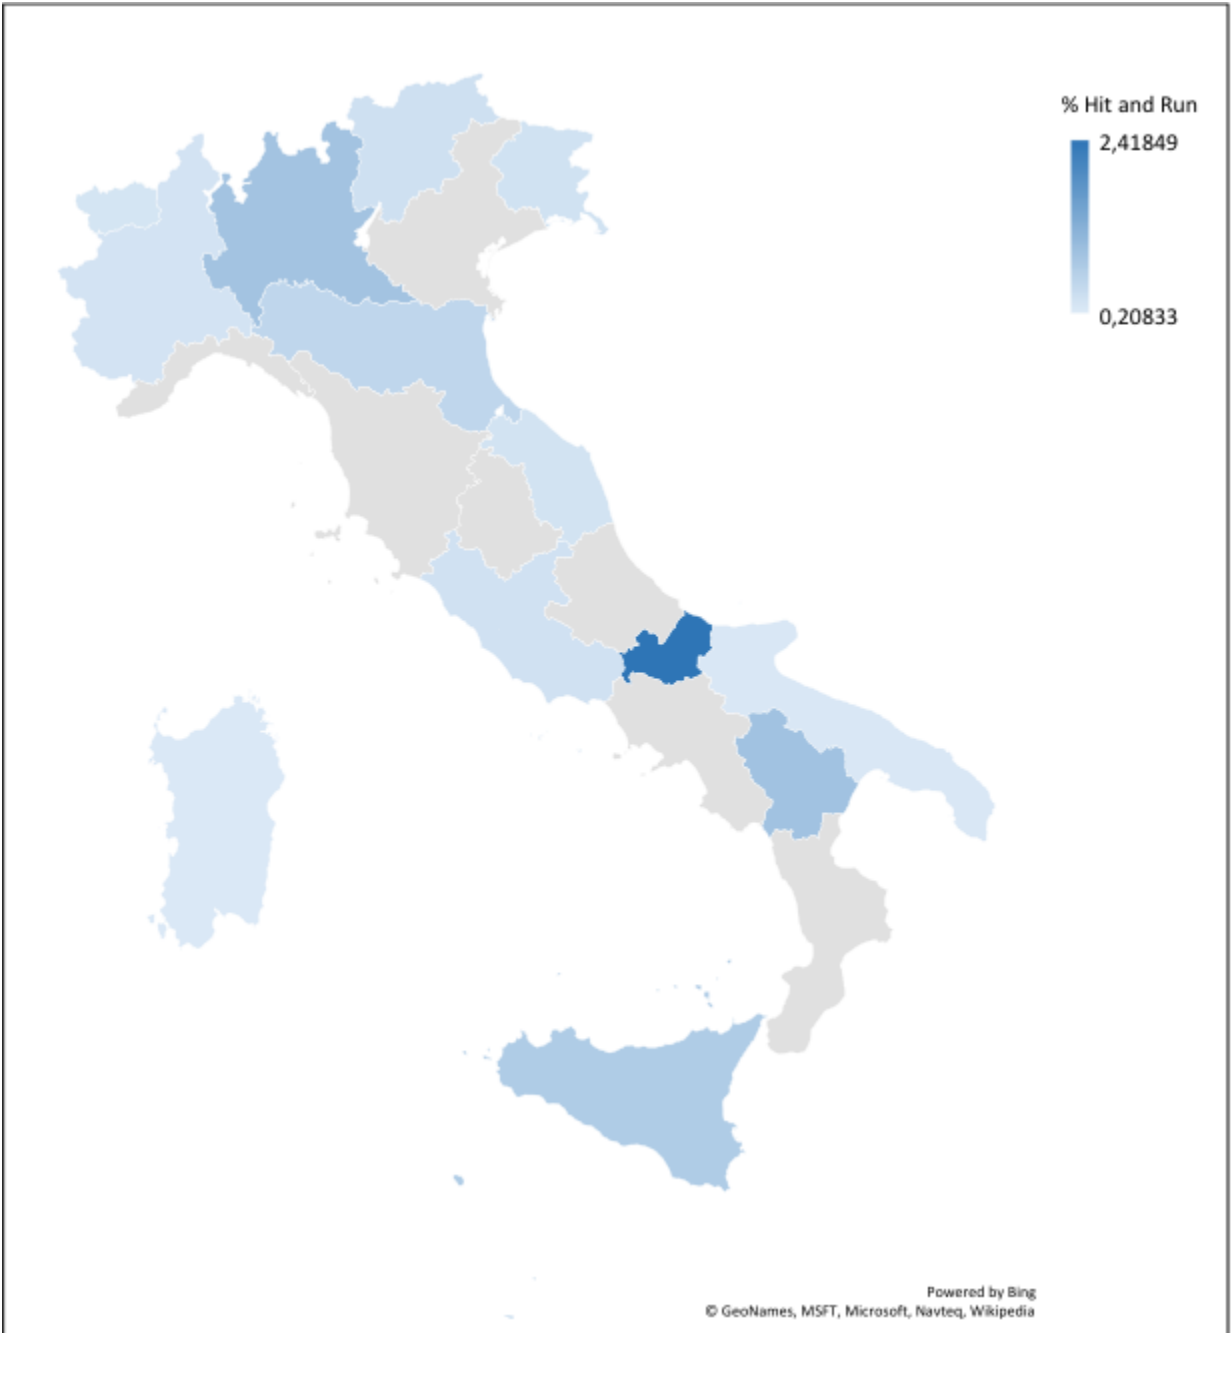 % Hit and Run
2,41849
0,20833
Powered by Bing
© GeoNames, MSFT, Microsoft, Navteq, Wikipedia